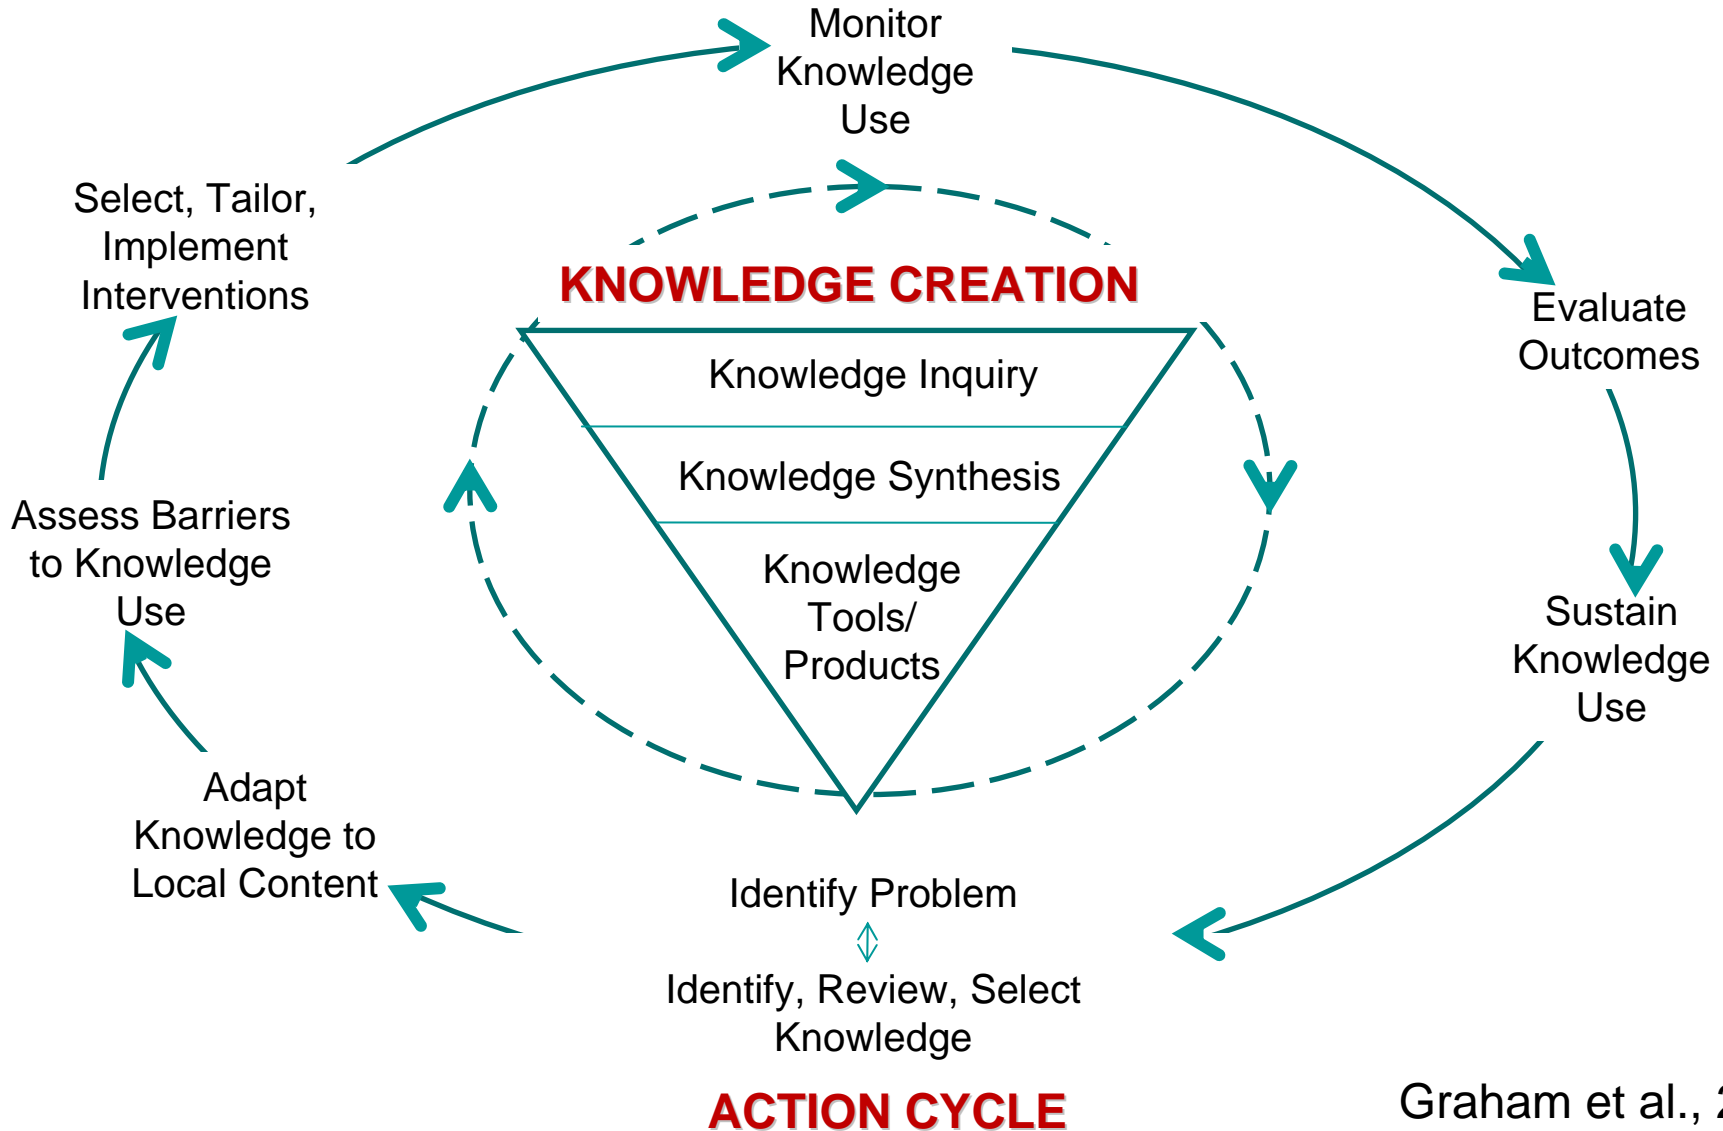 Monitor
Knowledge
Use
Select, Tailor,
Implement
Interventions
KNOWLEDGE CREATION
Evaluate
Outcomes
Knowledge Inquiry
Knowledge Synthesis
Assess Barriers
to Knowledge
Use
Knowledge
Tools/
Products
Sustain
Knowledge
Use
Adapt
Knowledge to
Local Content
Identify Problem
Identify, Review, Select
Knowledge
ACTION CYCLE
Graham et al.,